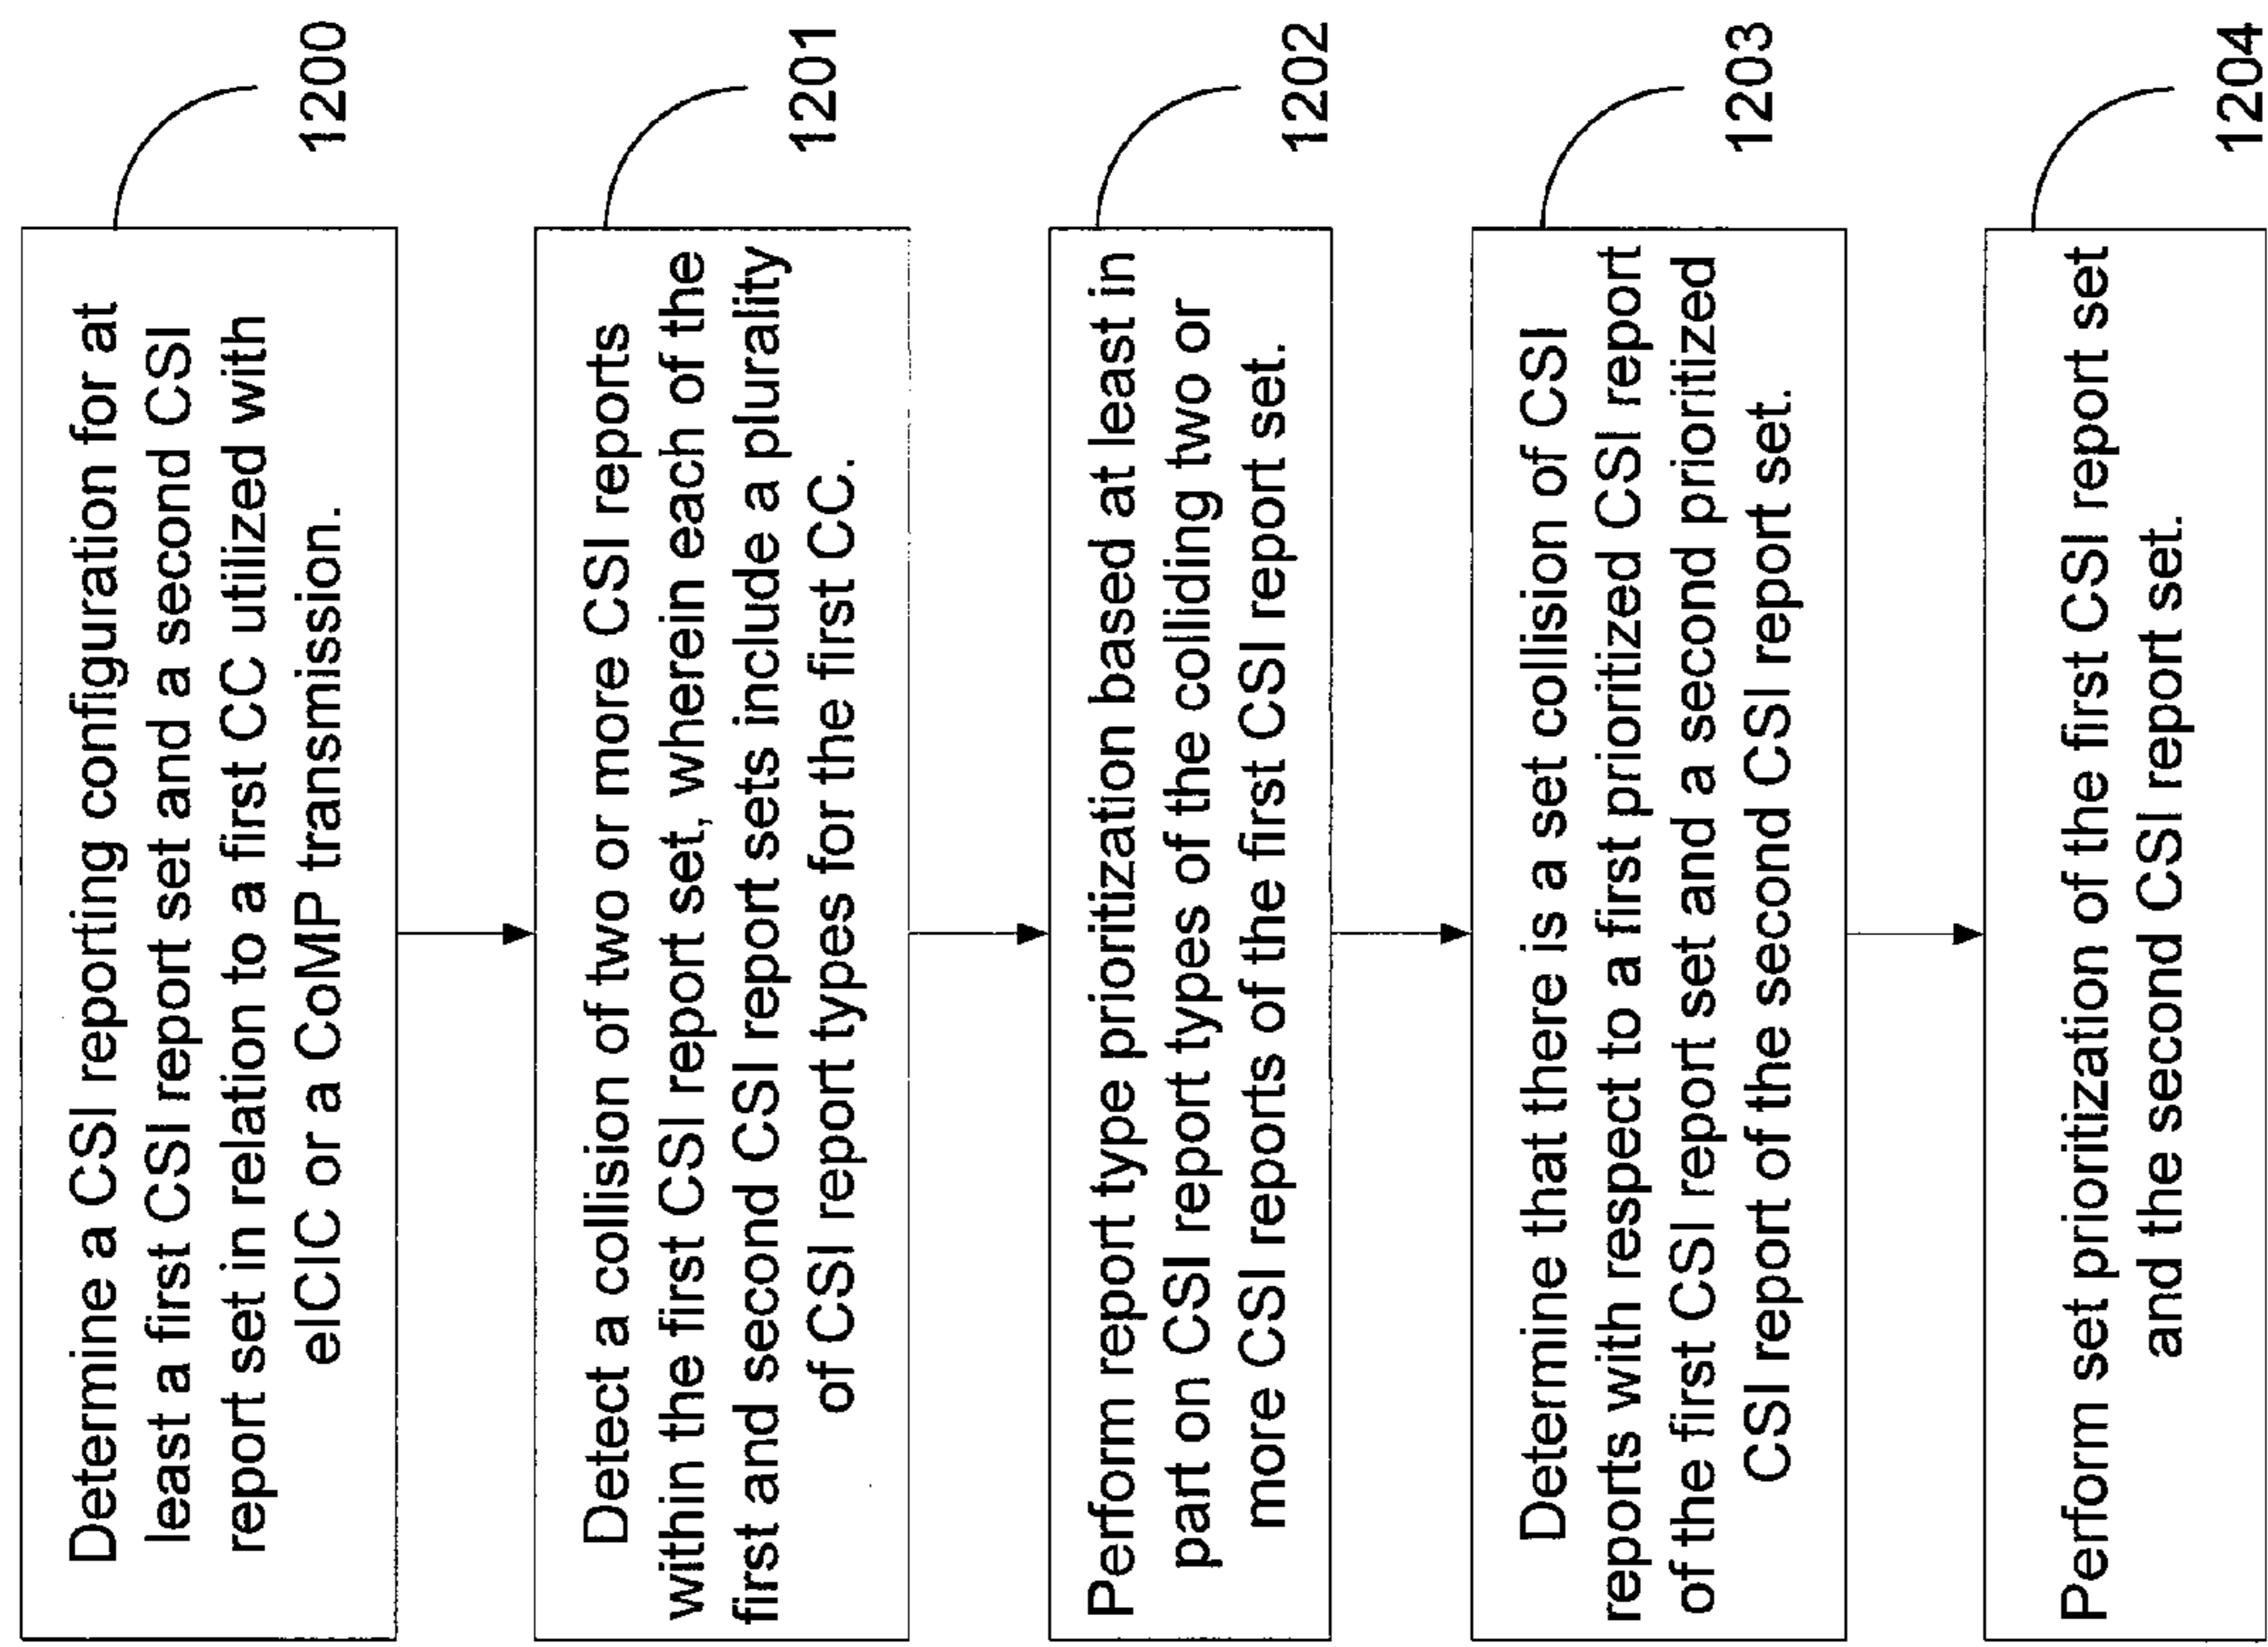 Determine a CSI reporting configuration for at
least a first CSI report set and a second CSI
report set in relation to a first CC utilized with
eICIC or a CoMP transmission.
1200
Detect a collision of two or more CSI reports
within the first CSI report set, wherein each of the
first and second CSI report sets include a plurality
of CSI report types for the first CC.
1201
Perform report type prioritization based at least in
part on CSI report types of the colliding two or
more CSI reports of the first CSI report set.
1202
Determine that there is a set collision of CSI
reports with respect to a first prioritized CSI report
of the first CSI report set and a second prioritized
CSI report of the second CSI report set.
1203
Perform set prioritization of the first CSI report set
and the second CSI report set.
1204